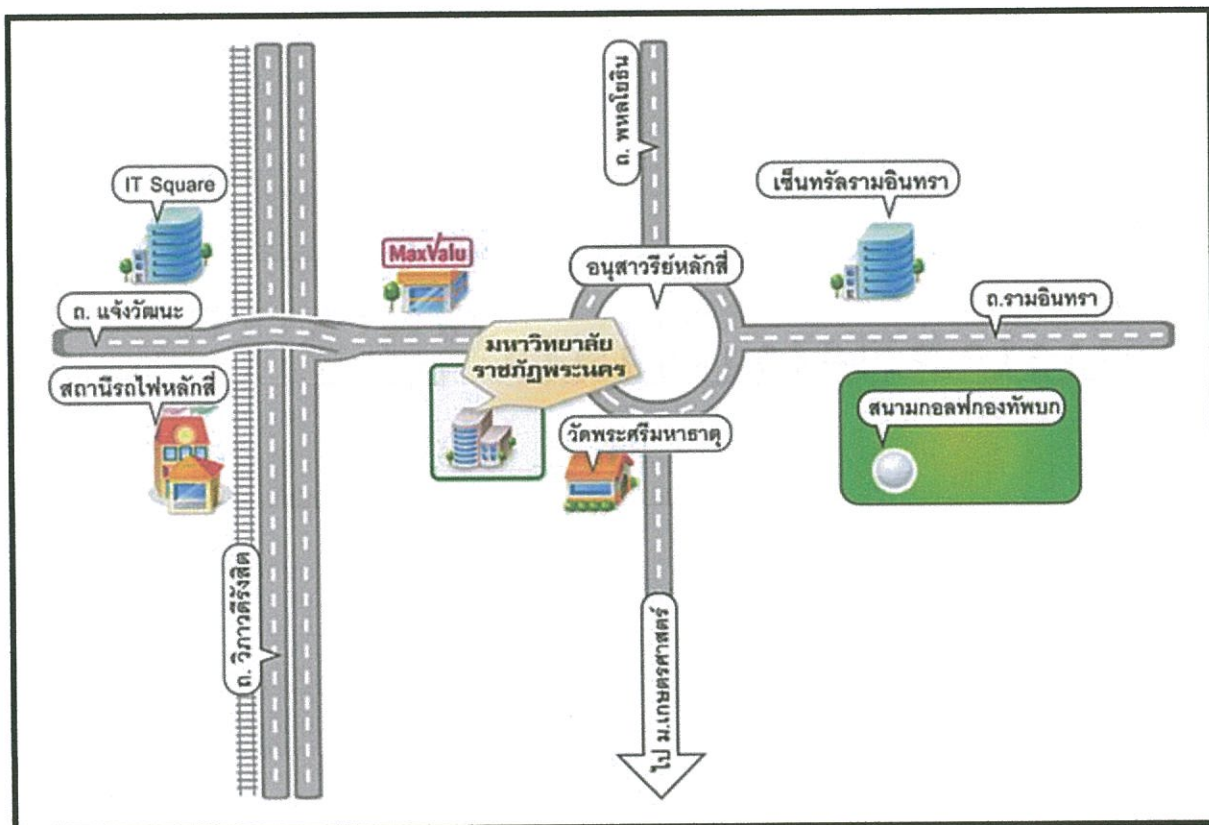 ถ. พหลโยธิน
IT Square
เซ็นทรัลรามอินทรา
MaxValu
อนุสาวรีย์หลักสี่
ถ. แจ้งวัฒนะ
ถ.รามอินทรา
มหาวิทยาลัย
ราชภัฏพระนคร
สถานีรถไฟหลักสี่
สนามกอลฟกองทัพบก
วัดพระศรีมหาธาตุ
ถ. วิภาวดีรังสิต
ไป ม.เกษตรศาสตร์